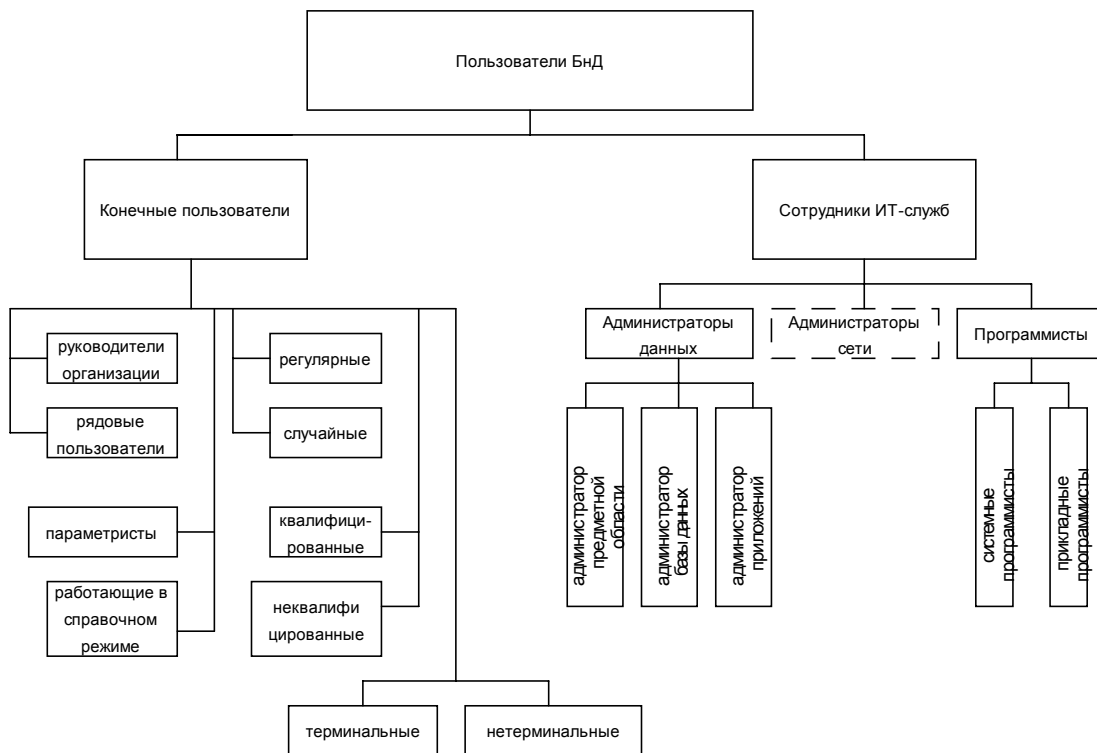 Пользователи БнД
Конечные пользователи
Сотрудники ИТ-служб
руководители
организации
рядовые
пользователи
параметристы
работающие в
справочном
режиме
регулярные
случайные
квалифици-
рованные
неквалифи
цированные
терминальные
нетерминальные
Администраторы
данных
Администраторы
сети
Программисты
администратор
предметной
области
администратор
базы данных
администратор
приложений
системные
программисты
прикладные
программисты